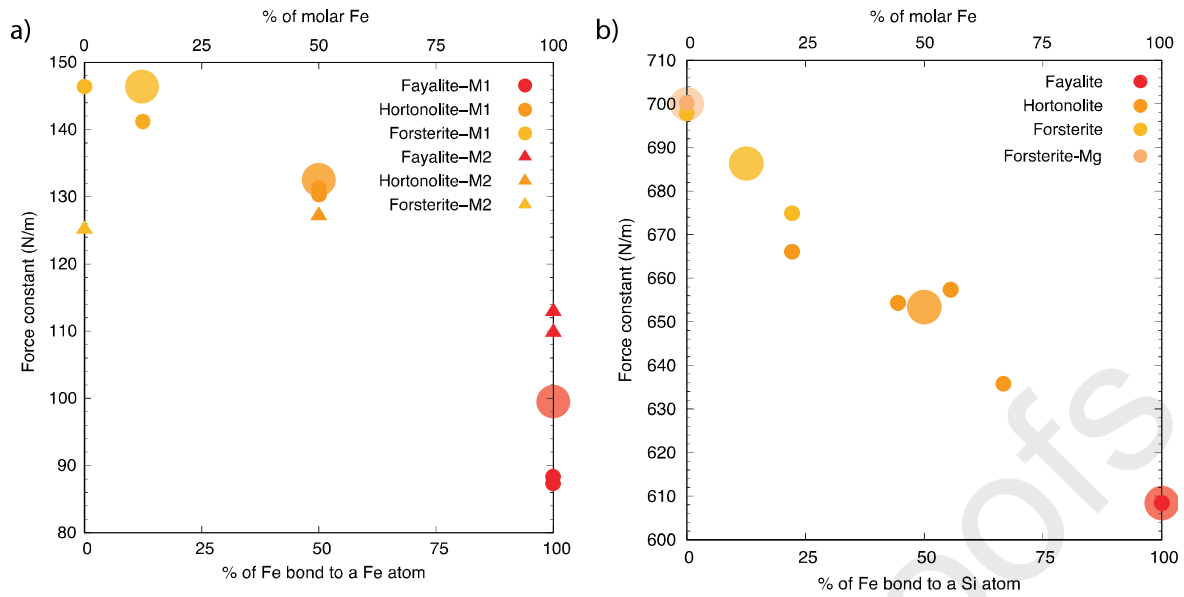 a)
% of molar Fe
0 25 50 75 100
150
140
130
120
110
100
90
80
Force constant (N/m)
Fayalite–M1
Hortonolite–M1
Forsterite–M1
Fayalite–M2
Hortonolite–M2
Forsterite–M2
0 25 50 75 100
% of Fe bond to a Fe atom
b)
% of molar Fe
0 25 50 75 100
710
700
690
680
670
660
650
640
630
620
610
600
Force constant (N/m)
Fayalite
Hortonolite
Forsterite
Forsterite-Mg
0 25 50 75 100
% of Fe bond to a Si atom
oofs